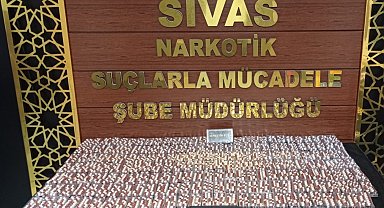 SİVAS
NARKOTİK
SUÇLARLA MÜCADELE
ŞUBE MÜDÜRLÜĞÜ